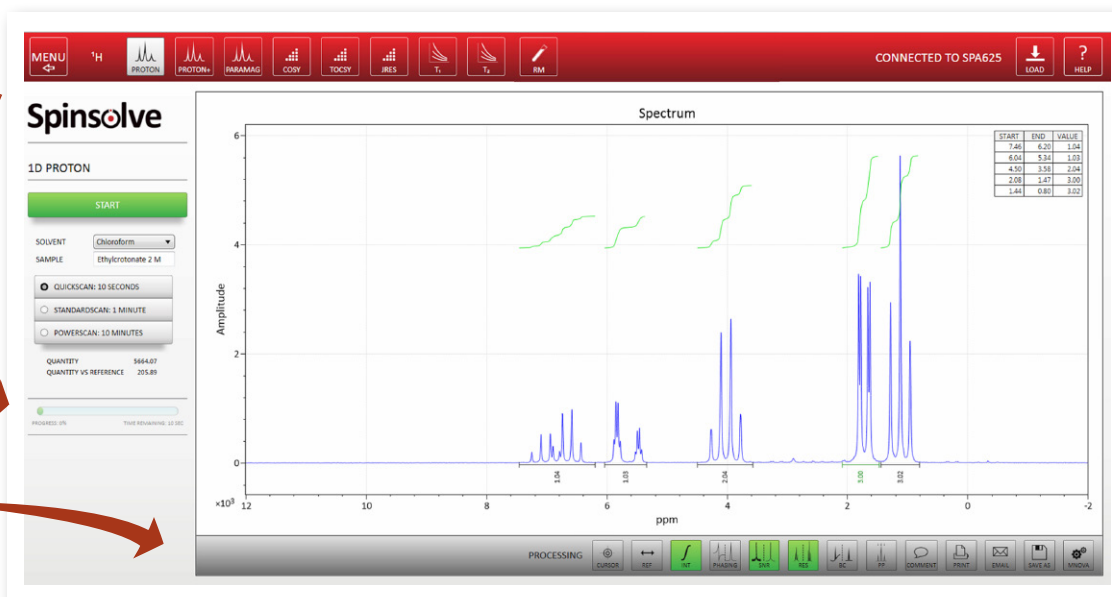 MENU
¹H
PROTON
PROTON+
PARAMAG
COSY
TOCSY
JRES
T₁
T₂
RM
CONNECTED TO SPA625
LOAD
?
HELP
Spinsolve
1D PROTON
START
SOLVENT Chloroform
SAMPLE Ethylcrotonate 2 M
QUICKSCAN: 10 SECONDS
STANDARDSCAN: 1 MINUTE
POWERSCAN: 10 MINUTES
QUANTITY 5664.07
QUANTITY VS REFERENCE 205.89
PROGRESS: 0% TIME REMAINING: 10 SEC
Spectrum
START END VALUE
7.46 6.20 1.04
6.04 5.34 1.03
4.50 3.58 2.04
2.08 1.47 3.00
1.44 0.80 3.02
Amplitude
6
4
2
0
×10³
1.04
1.03
2.04
3.00
3.02
12 10 8 6 4 2 0 -2
ppm
PROCESSING
CURSOR
REF
INT
PHASING
SNR
RES
BC
PP
COMMENT
PRINT
EMAIL
SAVE AS
MNOVA